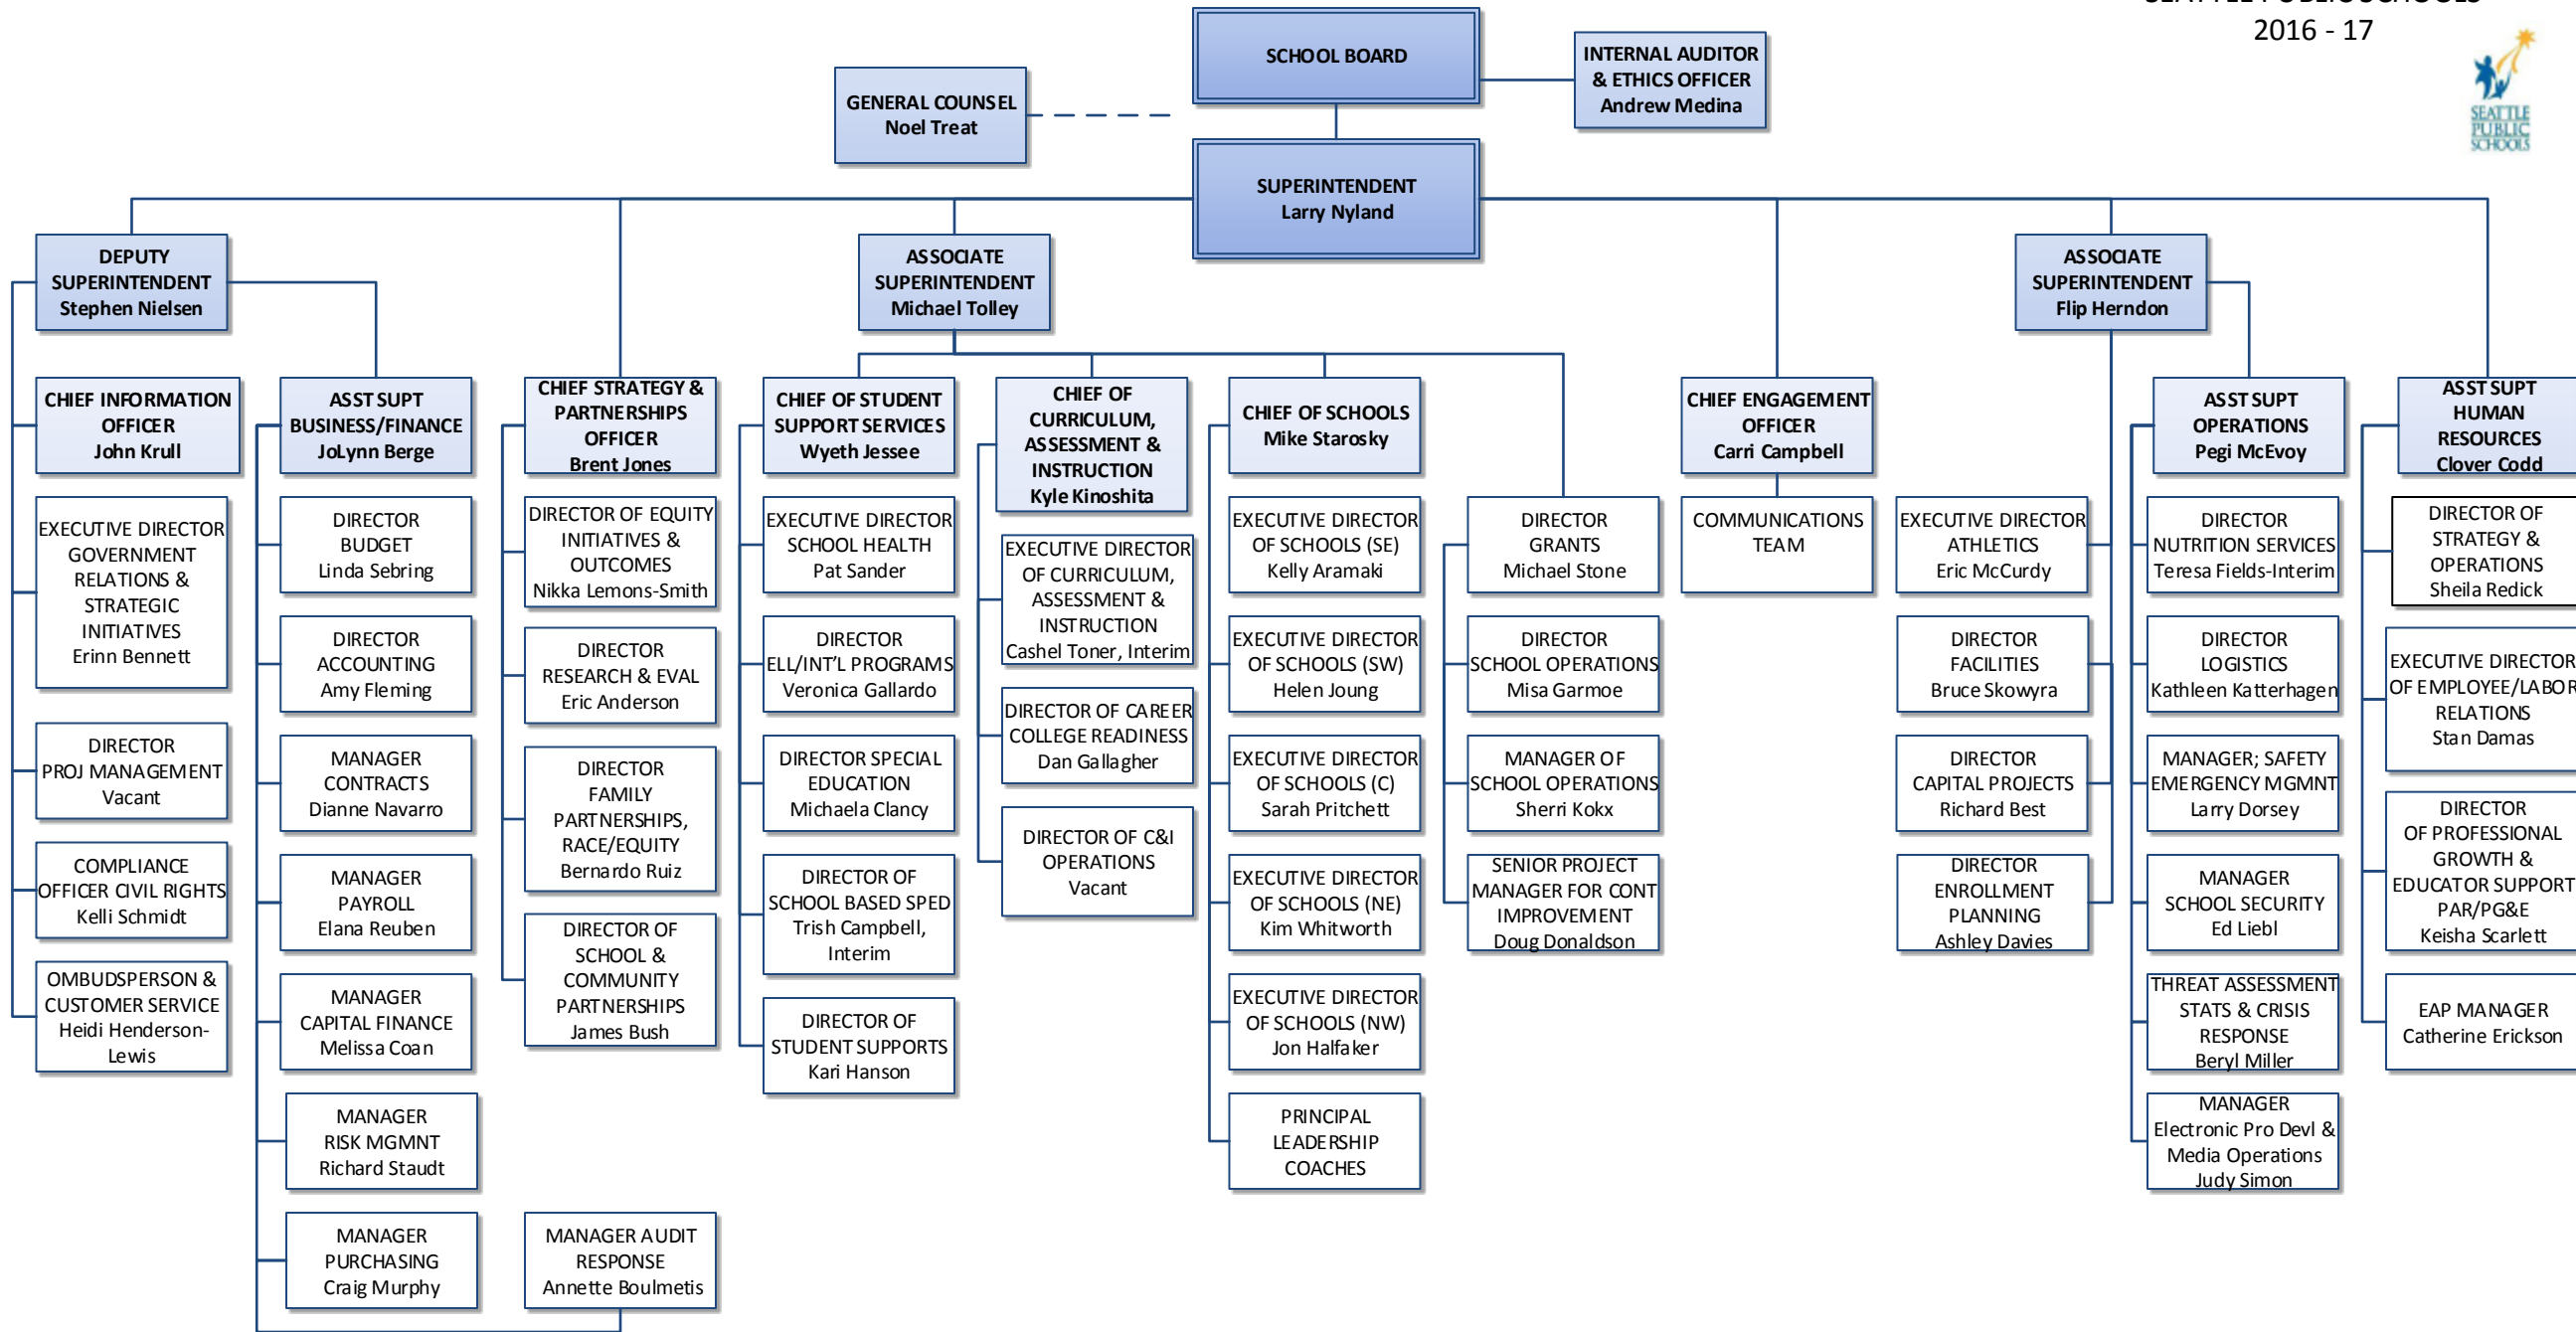 SEATTLE PUBLIC SCHOOLS
2016 - 17
SEATTLE
PUBLIC
SCHOOLS
SCHOOL BOARD
INTERNAL AUDITOR
& ETHICS OFFICER
Andrew Medina
GENERAL COUNSEL
Noel Treat
SUPERINTENDENT
Larry Nyland
DEPUTY
SUPERINTENDENT
Stephen Nielsen
ASSOCIATE
SUPERINTENDENT
Michael Tolley
ASSOCIATE
SUPERINTENDENT
Flip Herndon
CHIEF INFORMATION
OFFICER
John Krull
EXECUTIVE DIRECTOR
GOVERNMENT
RELATIONS &
STRATEGIC
INITIATIVES
Erinn Bennett
DIRECTOR
PROJ MANAGEMENT
Vacant
COMPLIANCE
OFFICER CIVIL RIGHTS
Kelli Schmidt
OMBUDSPERSON &
CUSTOMER SERVICE
Heidi Henderson-
Lewis
ASST SUPT
BUSINESS/FINANCE
JoLynn Berge
DIRECTOR
BUDGET
Linda Sebring
DIRECTOR
ACCOUNTING
Amy Fleming
MANAGER
CONTRACTS
Dianne Navarro
MANAGER
PAYROLL
Elana Reuben
MANAGER
CAPITAL FINANCE
Melissa Coan
MANAGER
RISK MGMNT
Richard Staudt
MANAGER
PURCHASING
Craig Murphy
MANAGER AUDIT
RESPONSE
Annette Boulmetis
CHIEF STRATEGY &
PARTNERSHIPS
OFFICER
Brent Jones
DIRECTOR OF EQUITY
INITIATIVES &
OUTCOMES
Nikka Lemons-Smith
DIRECTOR
RESEARCH & EVAL
Eric Anderson
DIRECTOR
FAMILY
PARTNERSHIPS,
RACE/EQUITY
Bernardo Ruiz
DIRECTOR OF
SCHOOL &
COMMUNITY
PARTNERSHIPS
James Bush
CHIEF OF STUDENT
SUPPORT SERVICES
Wyeth Jessee
EXECUTIVE DIRECTOR
SCHOOL HEALTH
Pat Sander
DIRECTOR
ELL/INT'L PROGRAMS
Veronica Gallardo
DIRECTOR SPECIAL
EDUCATION
Michaela Clancy
DIRECTOR OF
SCHOOL BASED SPED
Trish Campbell,
Interim
DIRECTOR OF
STUDENT SUPPORTS
Kari Hanson
CHIEF OF
CURRICULUM,
ASSESSMENT &
INSTRUCTION
Kyle Kinoshita
EXECUTIVE DIRECTOR
OF CURRICULUM,
ASSESSMENT &
INSTRUCTION
Cashel Toner, Interim
DIRECTOR OF CAREER
COLLEGE READINESS
Dan Gallagher
DIRECTOR OF C&I
OPERATIONS
Vacant
CHIEF OF SCHOOLS
Mike Starosky
EXECUTIVE DIRECTOR
OF SCHOOLS (SE)
Kelly Aramaki
EXECUTIVE DIRECTOR
OF SCHOOLS (SW)
Helen Joung
EXECUTIVE DIRECTOR
OF SCHOOLS (C)
Sarah Pritchett
EXECUTIVE DIRECTOR
OF SCHOOLS (NE)
Kim Whitworth
EXECUTIVE DIRECTOR
OF SCHOOLS (NW)
Jon Halfaker
PRINCIPAL
LEADERSHIP
COACHES
DIRECTOR
GRANTS
Michael Stone
DIRECTOR
SCHOOL OPERATIONS
Misa Garmoe
MANAGER OF
SCHOOL OPERATIONS
Sherri Kokx
SENIOR PROJECT
MANAGER FOR CONT
IMPROVEMENT
Doug Donaldson
CHIEF ENGAGEMENT
OFFICER
Carri Campbell
COMMUNICATIONS
TEAM
EXECUTIVE DIRECTOR
ATHLETICS
Eric McCurdy
DIRECTOR
FACILITIES
Bruce Skowyra
DIRECTOR
CAPITAL PROJECTS
Richard Best
DIRECTOR
ENROLLMENT
PLANNING
Ashley Davies
ASST SUPT
OPERATIONS
Pegi McEvoy
DIRECTOR
NUTRITION SERVICES
Teresa Fields-Interim
DIRECTOR
LOGISTICS
Kathleen Katterhagen
MANAGER; SAFETY
EMERGENCY MGMNT
Larry Dorsey
MANAGER
SCHOOL SECURITY
Ed Liebl
THREAT ASSESSMENT
STATS & CRISIS
RESPONSE
Beryl Miller
MANAGER
Electronic Pro Devl &
Media Operations
Judy Simon
ASST SUPT
HUMAN
RESOURCES
Clover Codd
DIRECTOR OF
STRATEGY &
OPERATIONS
Sheila Redick
EXECUTIVE DIRECTOR
OF EMPLOYEE/LABOR
RELATIONS
Stan Damas
DIRECTOR
OF PROFESSIONAL
GROWTH &
EDUCATOR SUPPORT
PAR/PG&E
Keisha Scarlett
EAP MANAGER
Catherine Erickson